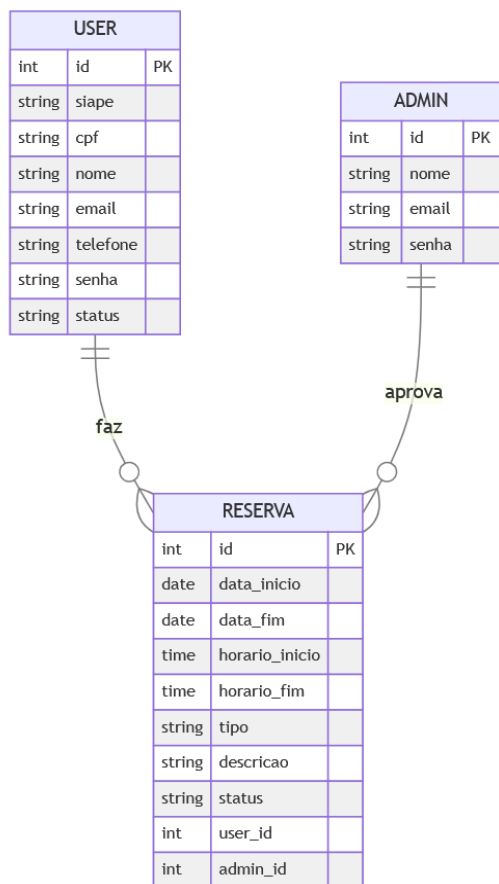 USER
int id PK
string siape
string cpf
string nome
string email
string telefone
string senha
string status
ADMIN
int id PK
string nome
string email
string senha
faz
aprova
RESERVA
int id PK
date data_inicio
date data_fim
time horario_inicio
time horario_fim
string tipo
string descricao
string status
int user_id
int admin_id